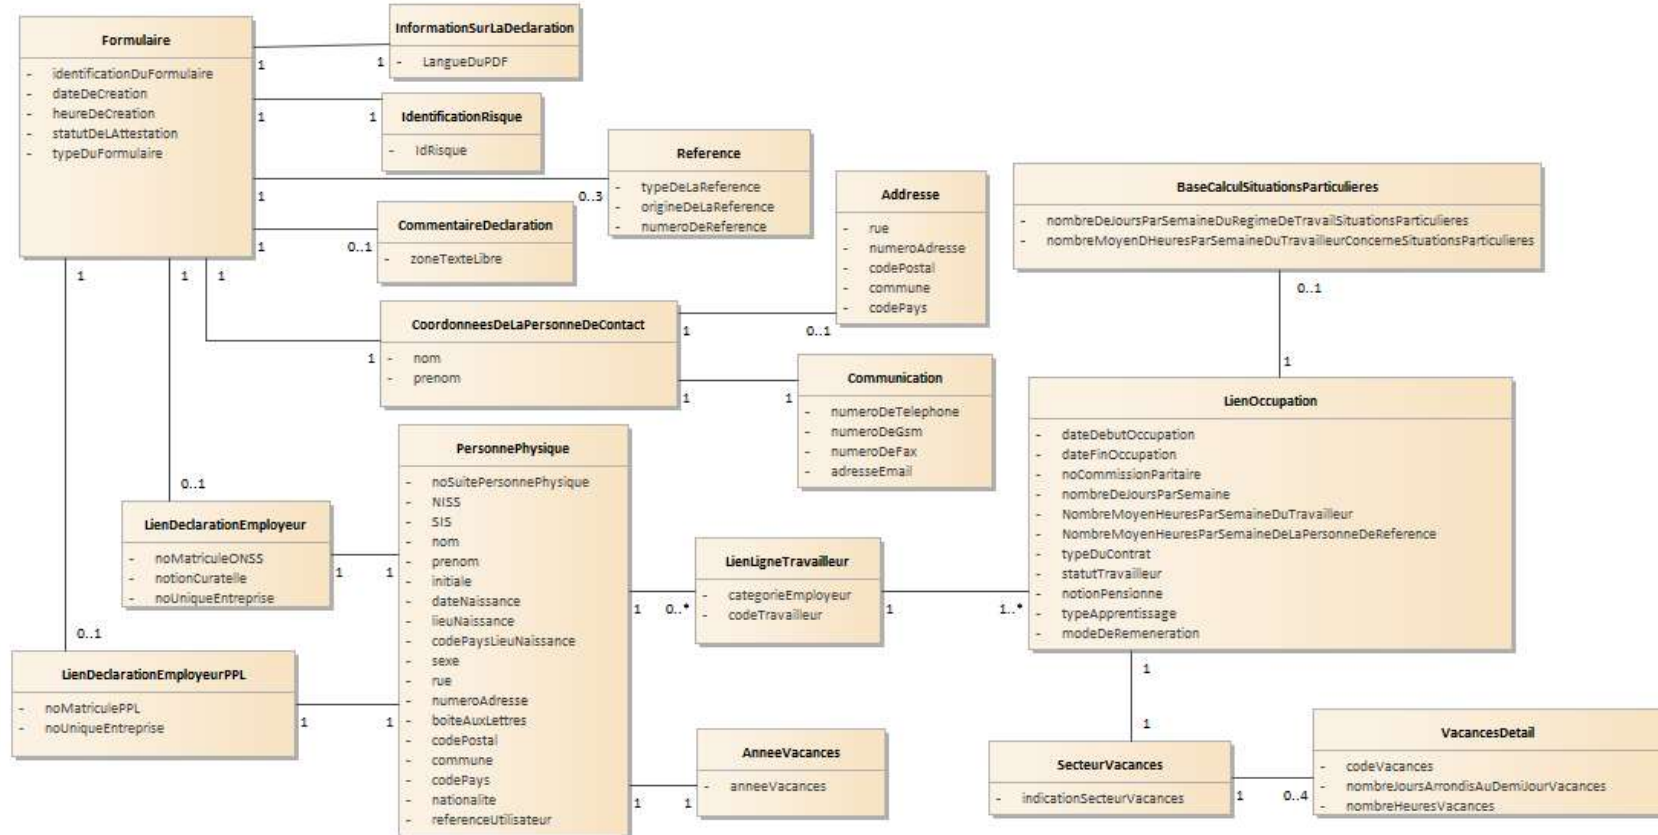 Formulaire
- identificationDuFormulaire
- dateDeCreation
- heureDeCreation
- statutDeLAttestation
- typeDuFormulaire
1
1
InformationSurLaDeclaration
- LangueDuPDF
1
1
IdentificationRisque
- IdRisque
1
0..3
Reference
- typeDeLaReference
- origineDeLaReference
- numeroDeReference
1
0..1
CommentaireDeclaration
- zoneTexteLibre
1
1
1
1
CoordonneesDeLaPersonneDeContact
- nom
- prenom
1
0..1
Addresse
- rue
- numeroAdresse
- codePostal
- commune
- codePays
1
1
Communication
- numeroDeTelephone
- numeroDeGsm
- numeroDeFax
- adresseEmail
BaseCalculSituationsParticulieres
- nombreDeJoursParSemaineDuRegimeDeTravailSituationsParticulieres
- nombreMoyenDHeuresParSemaineDuTravailleurConcerneSituationsParticulieres
0..1
1
LienOccupation
- dateDebutOccupation
- dateFinOccupation
- noCommissionParitaire
- nombreDeJoursParSemaine
- NombreMoyenHeuresParSemaineDuTravailleur
- NombreMoyenHeuresParSemaineDeLaPersonneDeReference
- typeDuContrat
- statutTravailleur
- notionPensionne
- typeApprentissage
- modeDeRemeneration
0..1
LienDeclarationEmployeur
- noMatriculeONSS
- notionCuratelle
- noUniqueEntreprise
1
1
0..1
LienDeclarationEmployeurPPL
- noMatriculePPL
- noUniqueEntreprise
1
1
PersonnePhysique
- noSuitePersonnePhysique
- NISS
- SIS
- nom
- prenom
- initiale
- dateNaissance
- lieuNaissance
- codePaysLieuNaissance
- sexe
- rue
- numeroAdresse
- boiteAuxLettres
- codePostal
- commune
- codePays
- nationalite
- referenceUtilisateur
1
0..*
LienLigneTravailleur
- categorieEmployeur
- codeTravailleur
1
1..*
1
1
AnneeVacances
- anneeVacances
1
1
SecteurVacances
- indicationSecteurVacances
1
0..4
VacancesDetail
- codeVacances
- nombreJoursArrondisAuDemiJourVacances
- nombreHeuresVacances